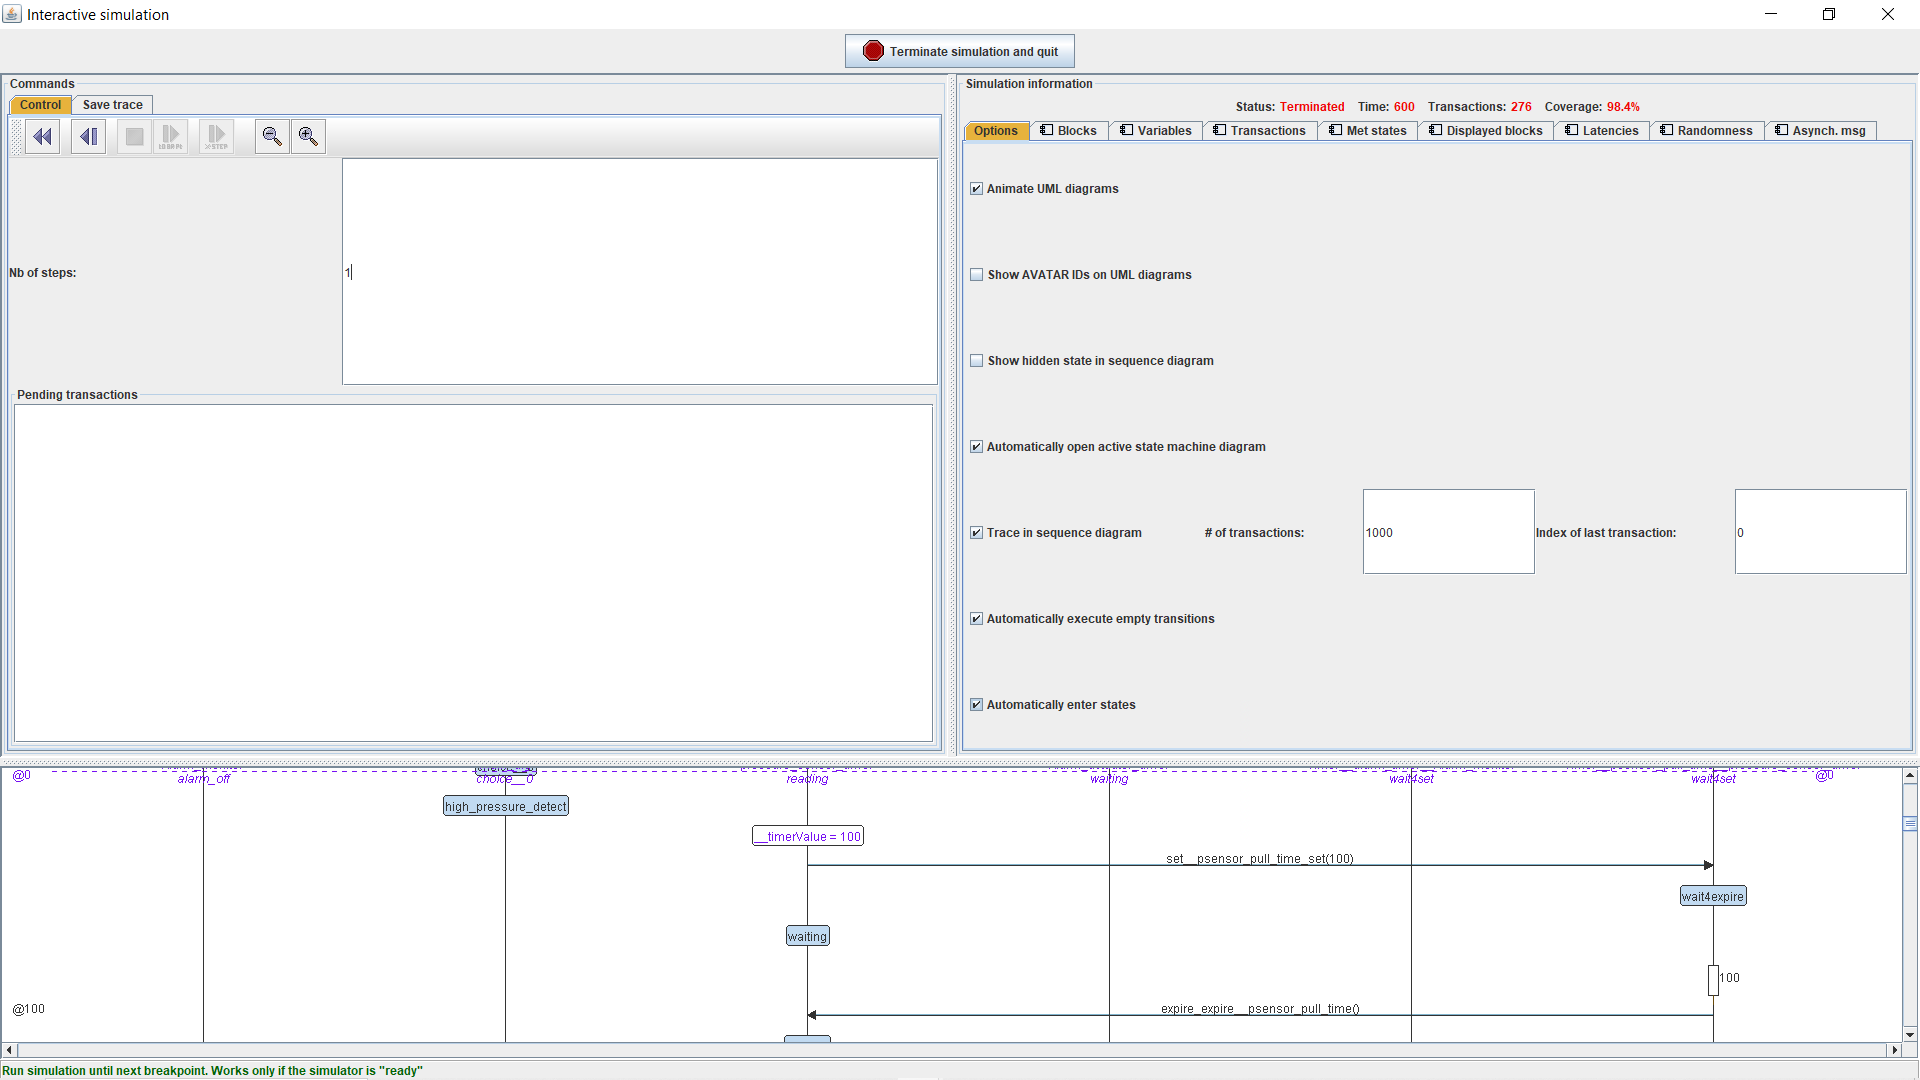 Interactive simulation
Terminate simulation and quit
Commands
Control Save trace
Nb of steps:
1
Pending transactions
Simulation information
Status: Terminated Time: 600 Transactions: 276 Coverage: 98.4%
Options Blocks Variables Transactions Met states Displayed blocks Latencies Randomness Asynch. msg
Animate UML diagrams
Show AVATAR IDs on UML diagrams
Show hidden state in sequence diagram
Automatically open active state machine diagram
Trace in sequence diagram # of transactions: 1000 Index of last transaction: 0
Automatically execute empty transitions
Automatically enter states
@0 alarm_off choice__0 reading waiting wait4set wait4set @0
high_pressure_detect
__timerValue = 100
set__psensor_pull_time_set(100)
wait4expire
waiting
100
@100 expire_expire__psensor_pull_time()
Run simulation until next breakpoint. Works only if the simulator is "ready"